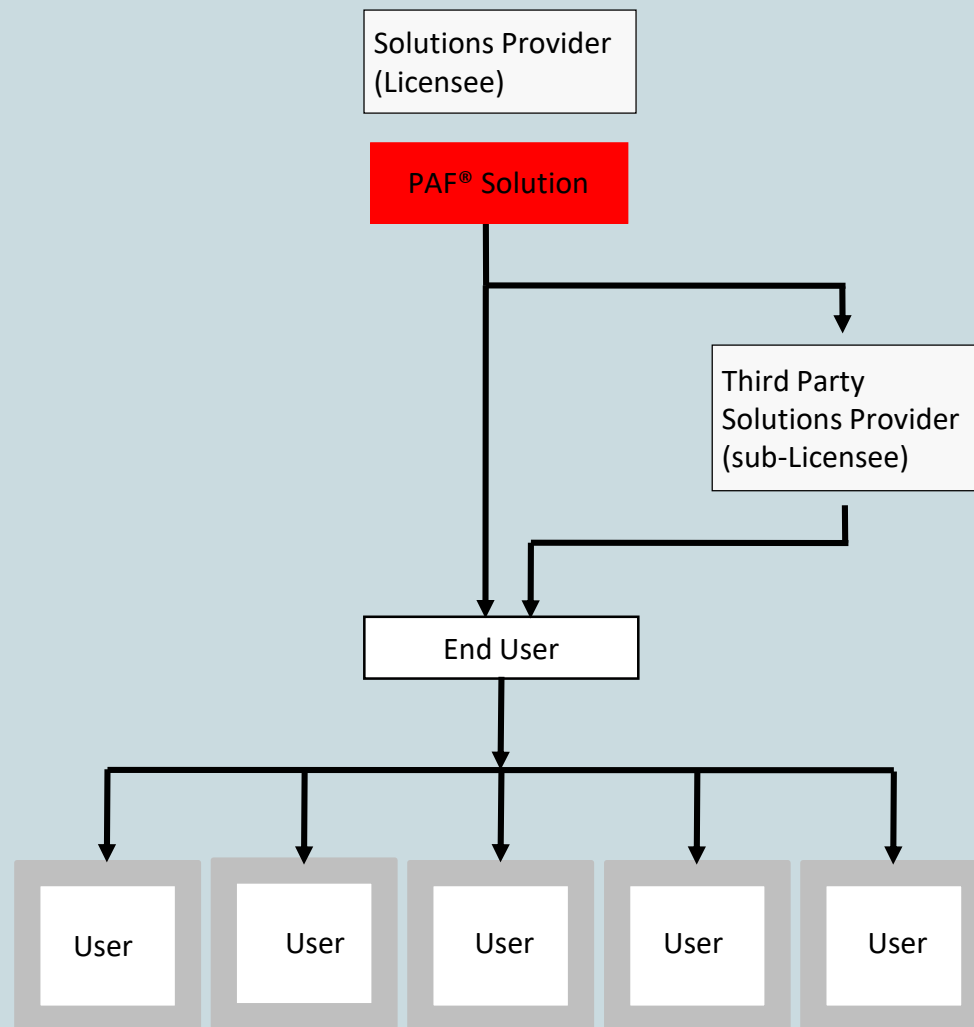 Solutions Provider
(Licensee)
PAF® Solution
Third Party
Solutions Provider
(sub-Licensee)
End User
User
User
User
User
User